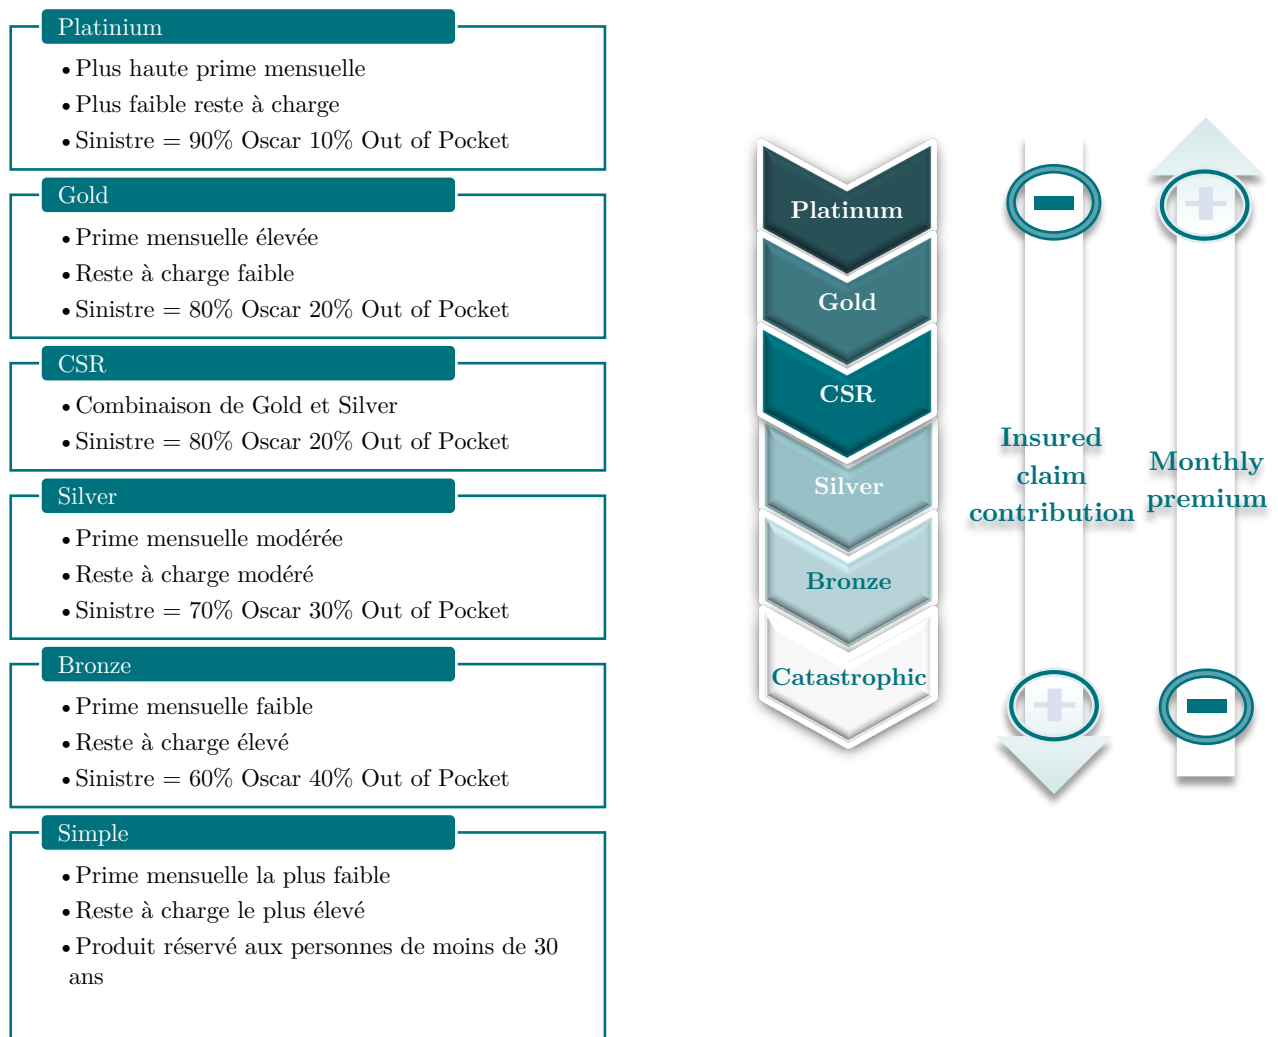 Platinium
• Plus haute prime mensuelle
• Plus faible reste à charge
• Sinistre = 90% Oscar 10% Out of Pocket
Gold
• Prime mensuelle élevée
• Reste à charge faible
• Sinistre = 80% Oscar 20% Out of Pocket
CSR
• Combinaison de Gold et Silver
• Sinistre = 80% Oscar 20% Out of Pocket
Silver
• Prime mensuelle modérée
• Reste à charge modéré
• Sinistre = 70% Oscar 30% Out of Pocket
Bronze
• Prime mensuelle faible
• Reste à charge élevé
• Sinistre = 60% Oscar 40% Out of Pocket
Simple
• Prime mensuelle la plus faible
• Reste à charge le plus élevé
• Produit réservé aux personnes de moins de 30
ans
Platinum
Gold
CSR
Silver
Bronze
Catastrophic
Insured
claim
contribution
Monthly
premium